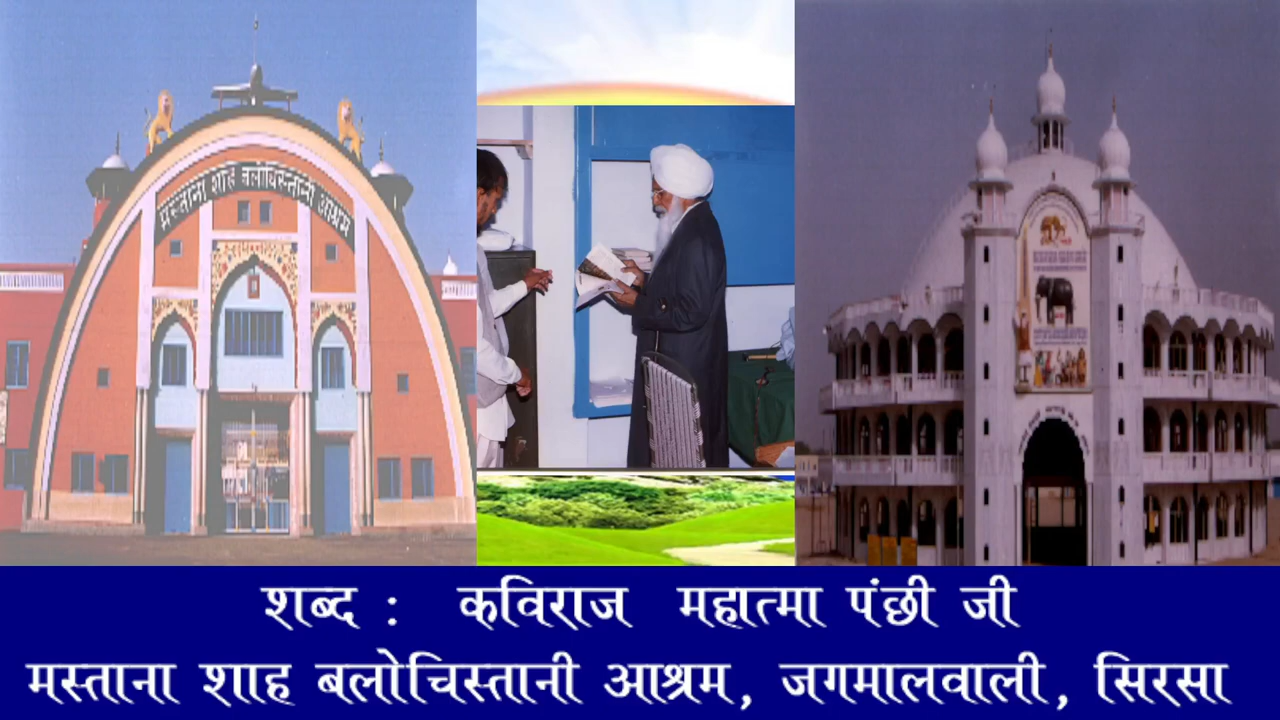 मस्ताना शाह बलोचिस्तानी आश्रम
शब्द : कविराज महात्मा पंछी जी
मस्ताना शाह बलोचिस्तानी आश्रम, जगमालवाली, सिरसा